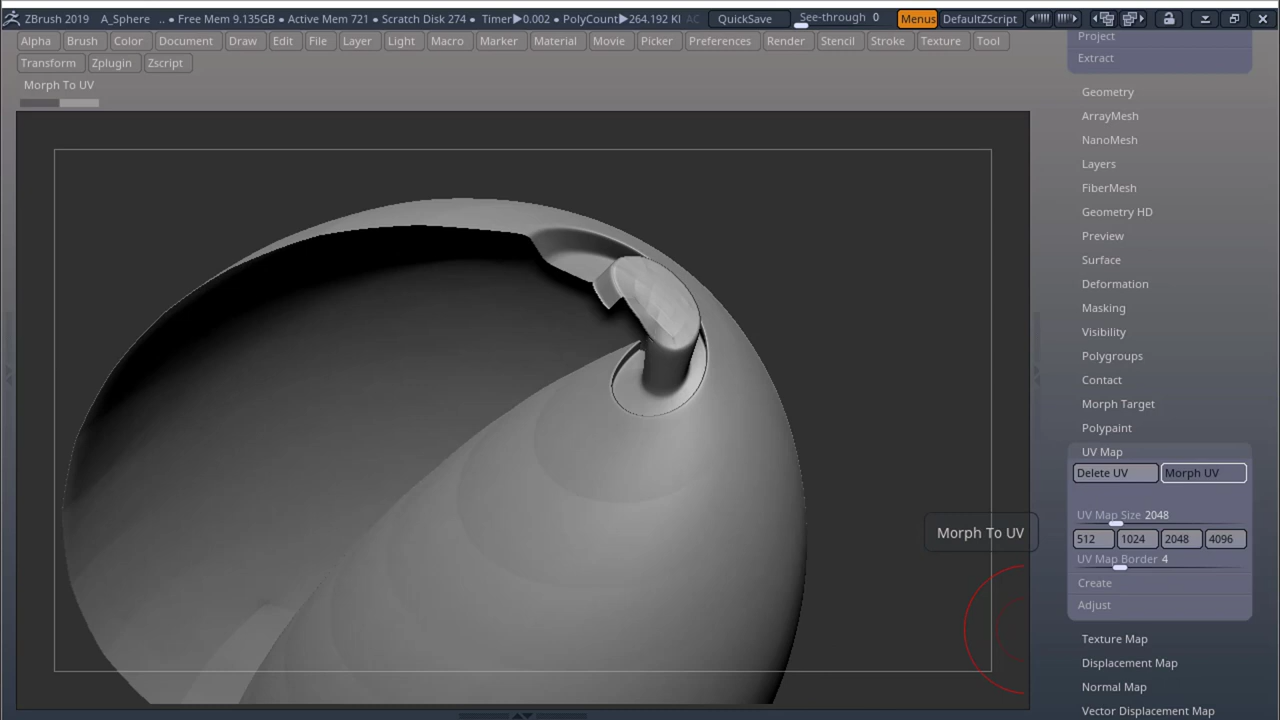 ZBrush 2019 A_Sphere .. • Free Mem 9.135GB • Active Mem 721 • Scratch Disk 274 • Timer▶0.002 • PolyCount▶264.192 KI AC QuickSave See-through 0 Menus DefaultZScript
Alpha Brush Color Document Draw Edit File Layer Light Macro Marker Material Movie Picker Preferences Render Stencil Stroke Texture Tool
Transform Zplugin Zscript
Morph To UV
Project
Extract
Geometry
ArrayMesh
NanoMesh
Layers
FiberMesh
Geometry HD
Preview
Surface
Deformation
Masking
Visibility
Polygroups
Contact
Morph Target
Polypaint
UV Map
Delete UV Morph UV
UV Map Size 2048
Morph To UV
512 1024 2048 4096
UV Map Border 4
Create
Adjust
Texture Map
Displacement Map
Normal Map
Vector Displacement Map